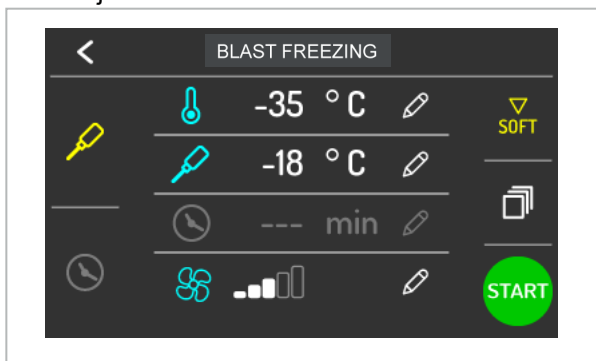 BLAST FREEZING
-35 °C
SOFT
-18 °C
--- min
START